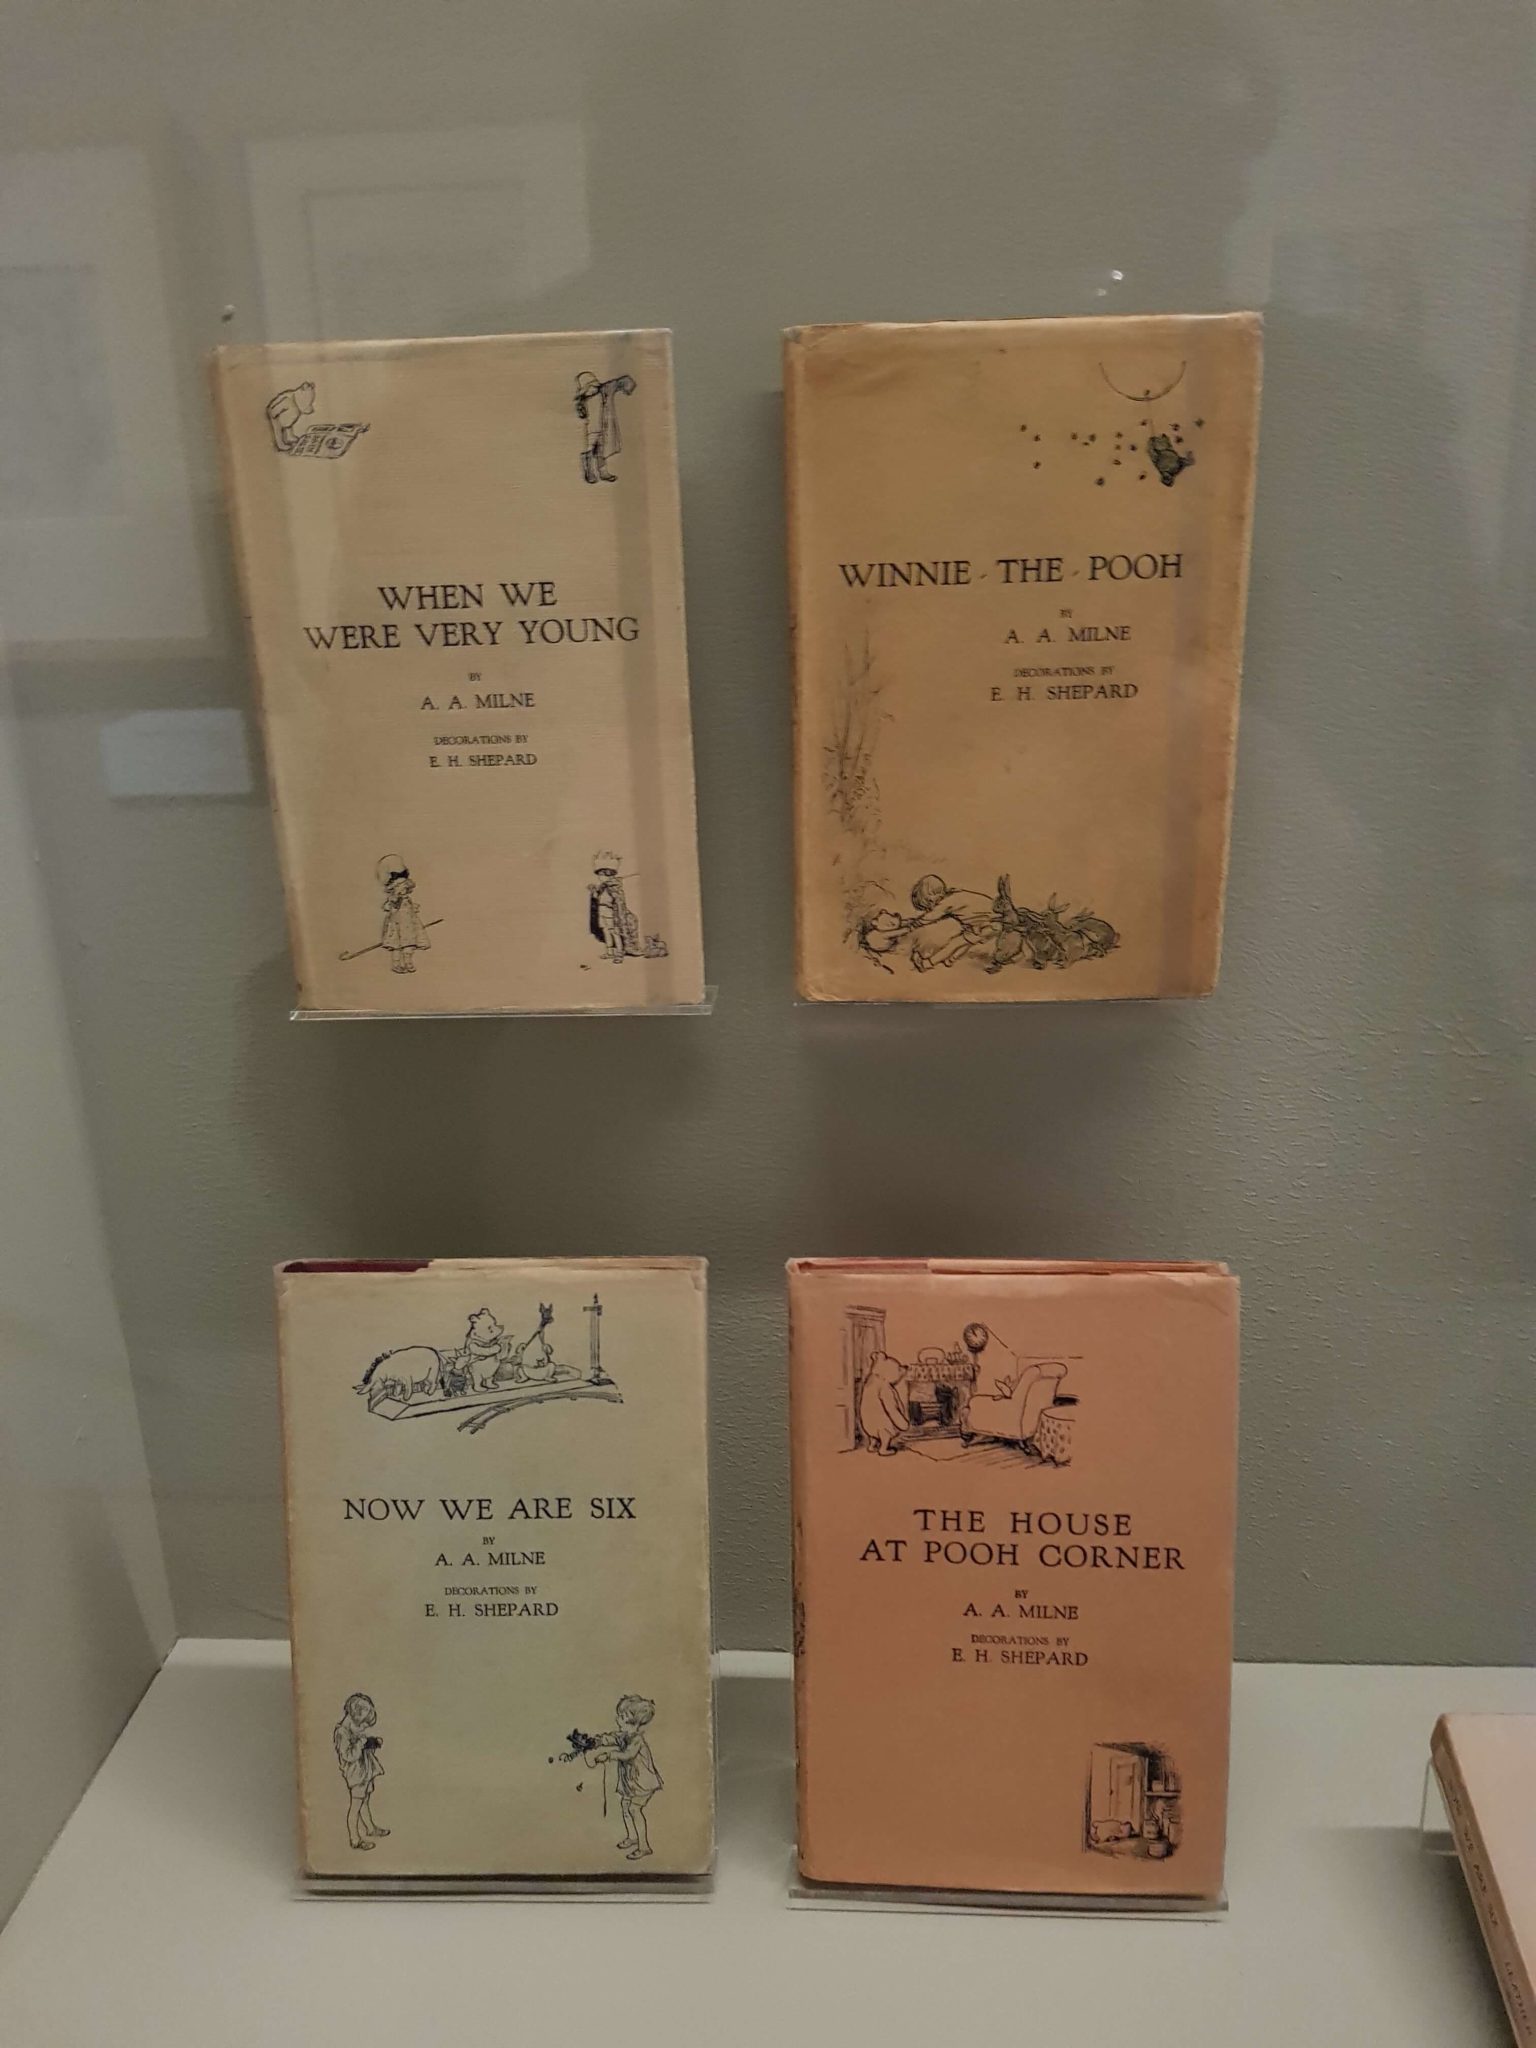 WHEN WE
WERE VERY YOUNG
BY
A. A. MILNE
DECORATIONS BY
E. H. SHEPARD
WINNIE-THE-POOH
BY
A. A. MILNE
DECORATIONS BY
E. H. SHEPARD
NOW WE ARE SIX
BY
A. A. MILNE
DECORATIONS BY
E. H. SHEPARD
THE HOUSE
AT POOH CORNER
BY
A. A. MILNE
DECORATIONS BY
E. H. SHEPARD
LEATHER